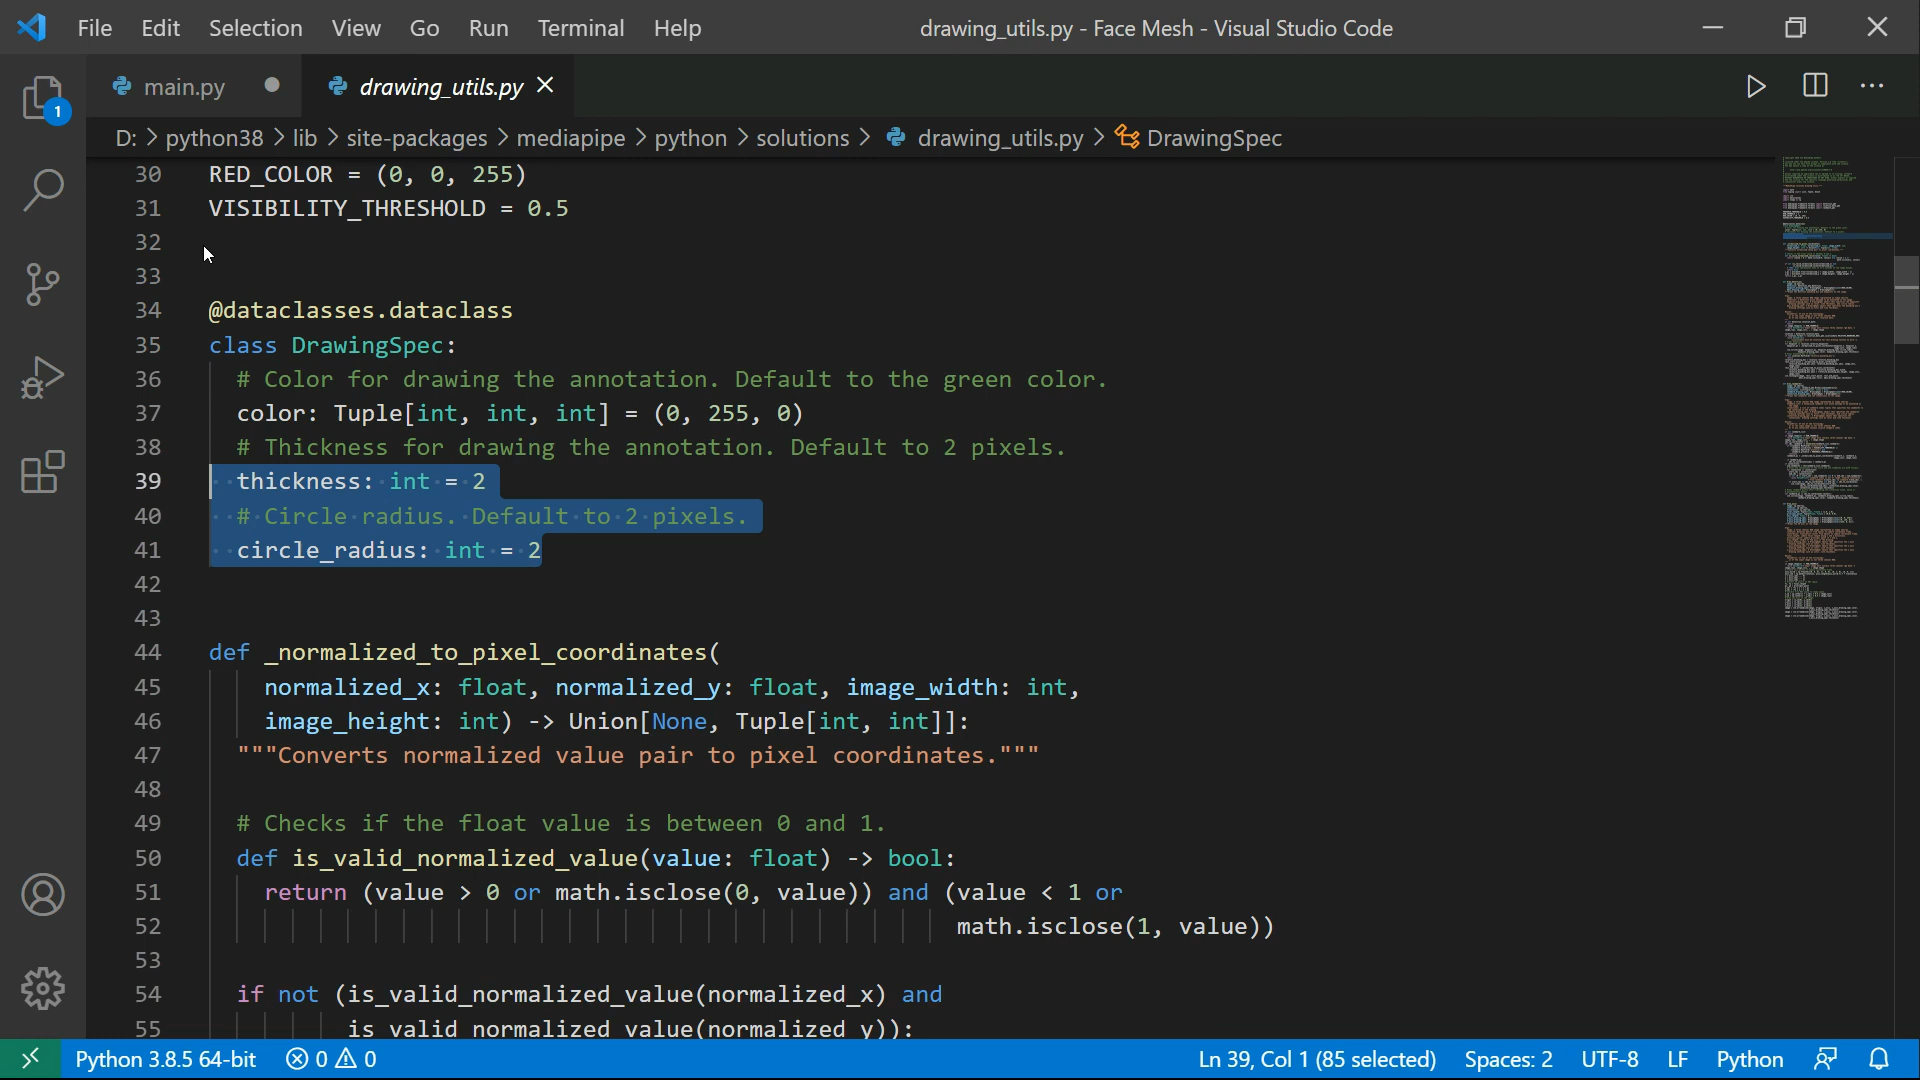 File Edit Selection View Go Run Terminal Help drawing_utils.py - Face Mesh - Visual Studio Code
1
main.py drawing_utils.py
D: > python38 > lib > site-packages > mediapipe > python > solutions > drawing_utils.py > DrawingSpec
30 RED_COLOR = (0, 0, 255)
31 VISIBILITY_THRESHOLD = 0.5
32
33
34 @dataclasses.dataclass
35 class DrawingSpec:
36 # Color for drawing the annotation. Default to the green color.
37 color: Tuple[int, int, int] = (0, 255, 0)
38 # Thickness for drawing the annotation. Default to 2 pixels.
39 thickness: int = 2
40 # Circle radius. Default to 2 pixels.
41 circle_radius: int = 2
42
43
44 def _normalized_to_pixel_coordinates(
45 normalized_x: float, normalized_y: float, image_width: int,
46 image_height: int) -> Union[None, Tuple[int, int]]:
47 """Converts normalized value pair to pixel coordinates."""
48
49 # Checks if the float value is between 0 and 1.
50 def is_valid_normalized_value(value: float) -> bool:
51 return (value > 0 or math.isclose(0, value)) and (value < 1 or
52 math.isclose(1, value))
53
54 if not (is_valid_normalized_value(normalized_x) and
55 is_valid_normalized_value(normalized_y)):
Python 3.8.5 64-bit 0 0 Ln 39, Col 1 (85 selected) Spaces: 2 UTF-8 LF Python